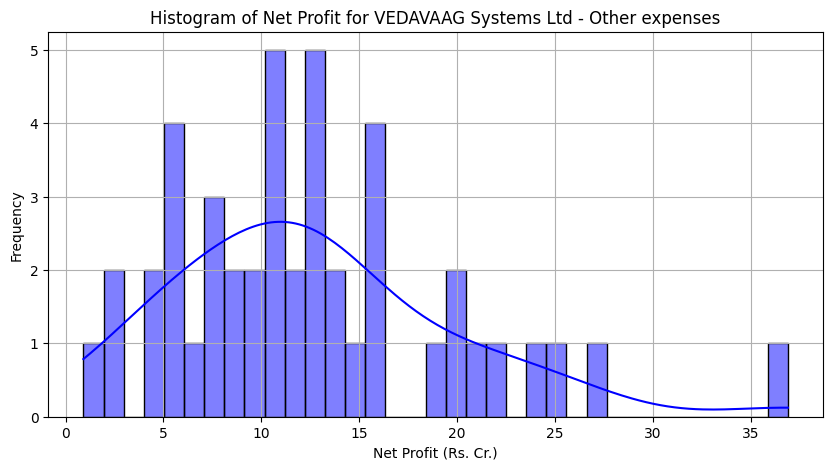 Histogram of Net Profit for VEDAVAAG Systems Ltd - Other expenses
5
4
3
2
1
0
Frequency
0 5 10 15 20 25 30 35
Net Profit (Rs. Cr.)